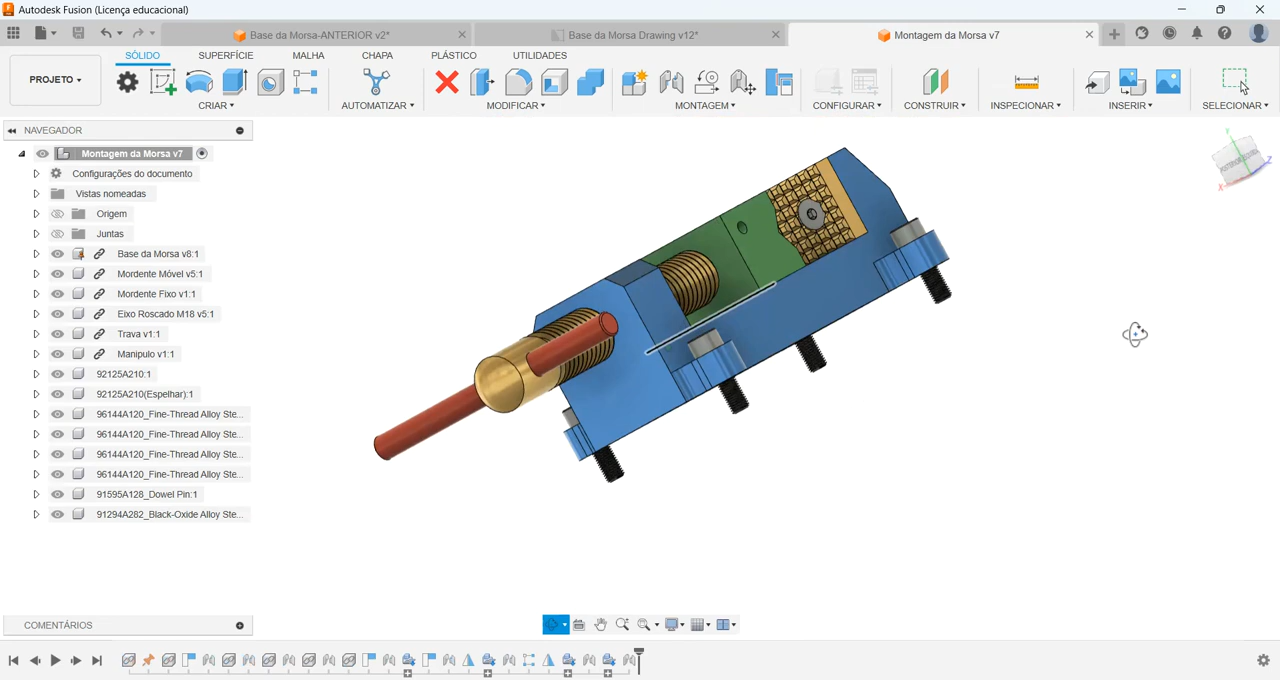 Autodesk Fusion (Licença educacional)
Base da Morsa-ANTERIOR v2*
Base da Morsa Drawing v12*
Montagem da Morsa v7
SÓLIDO
SUPERFÍCIE
MALHA
CHAPA
PLÁSTICO
UTILIDADES
PROJETO
CRIAR
AUTOMATIZAR
MODIFICAR
MONTAGEM
CONFIGURAR
CONSTRUIR
INSPECIONAR
INSERIR
SELECIONAR
NAVEGADOR
Montagem da Morsa v7
Configurações do documento
Vistas nomeadas
Origem
Juntas
Base da Morsa v8:1
Mordente Móvel v5:1
Mordente Fixo v1:1
Eixo Roscado M18 v5:1
Trava v1:1
Manipulo v1:1
92125A210:1
92125A210(Espelhar):1
96144A120_Fine-Thread Alloy Ste...
96144A120_Fine-Thread Alloy Ste...
96144A120_Fine-Thread Alloy Ste...
96144A120_Fine-Thread Alloy Ste...
91595A128_Dowel Pin:1
91294A282_Black-Oxide Alloy Ste...
Y
Z
X
COMENTÁRIOS